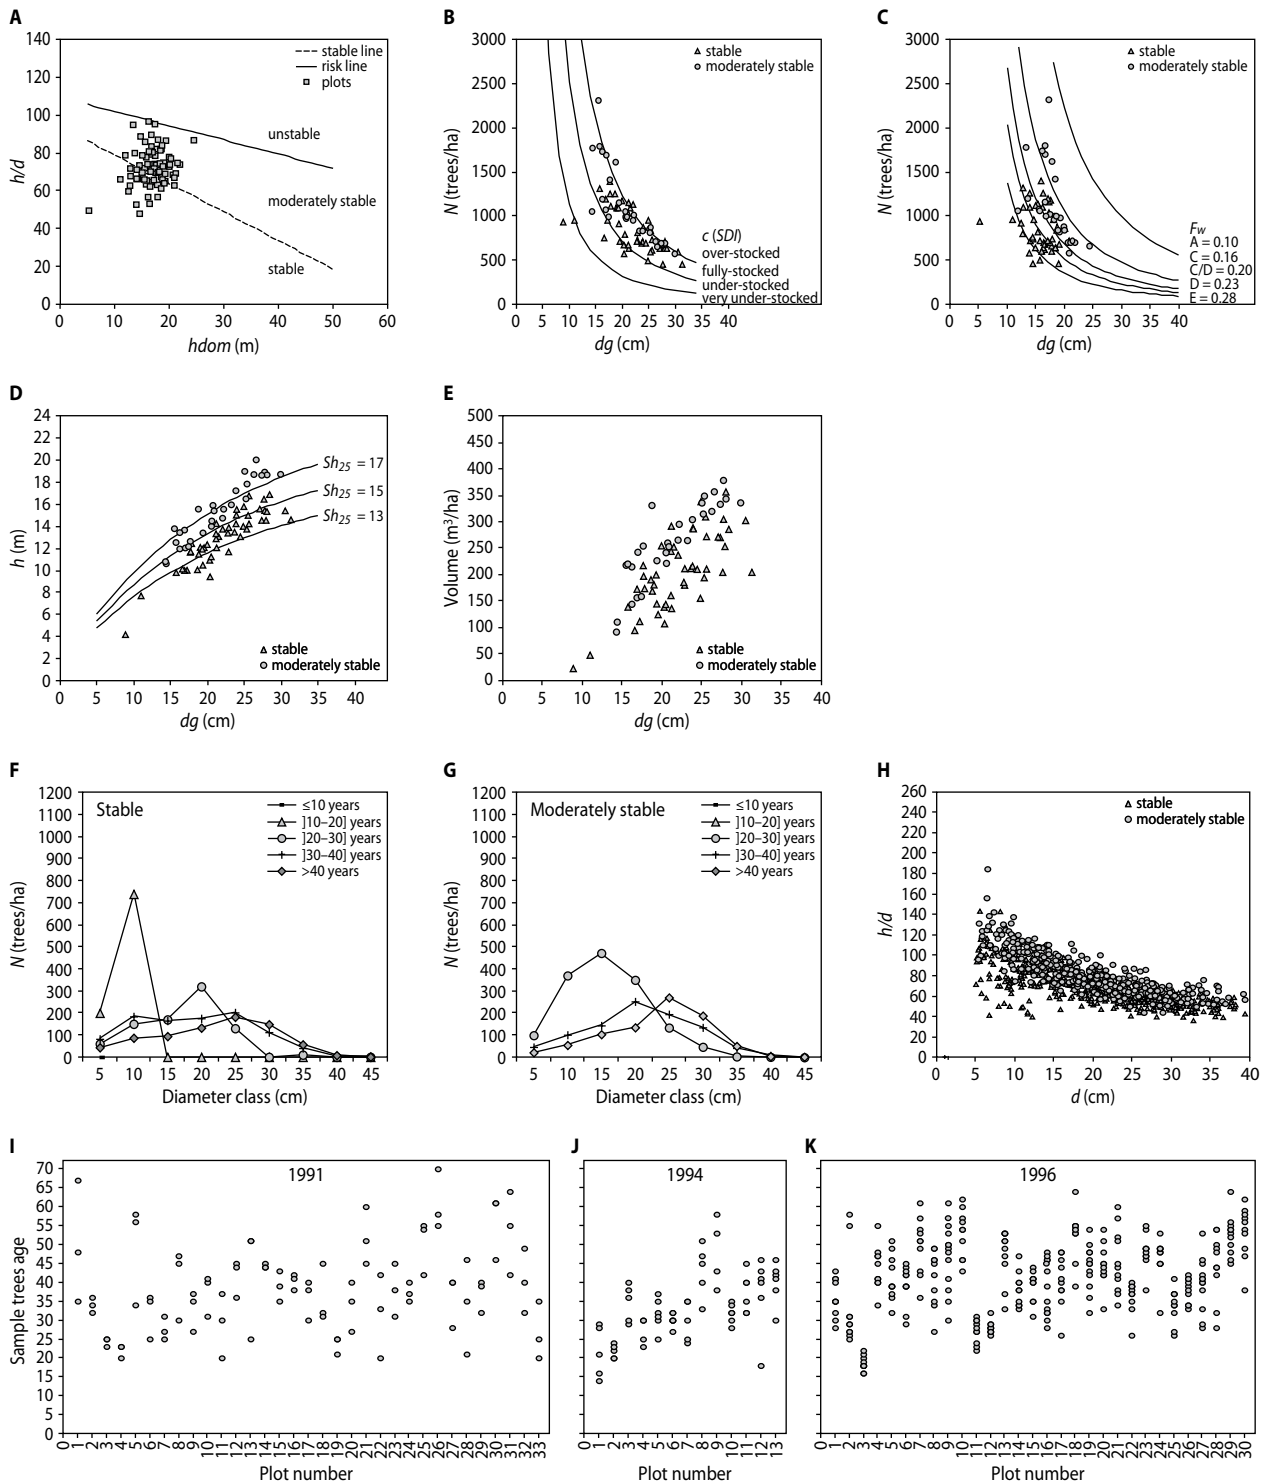 A
140
120
100
80
60
40
20
0
h/d
stable line
risk line
plots
unstable
moderately stable
stable
0 10 20 30 40 50 60
hdom (m)
B
3000
2500
2000
1500
1000
500
0
N (trees/ha)
stable
moderately stable
c (SDI)
over-stocked
fully-stocked
under-stocked
very under-stocked
0 5 10 15 20 25 30 35 40
dg (cm)
C
3000
2500
2000
1500
1000
500
0
N (trees/ha)
stable
moderately stable
Fw
A = 0.10
C = 0.16
C/D = 0.20
D = 0.23
E = 0.28
0 5 10 15 20 25 30 35 40
dg (cm)
D
24
22
20
18
16
14
12
10
8
6
4
2
0
h (m)
Sh25 = 17
Sh25 = 15
Sh25 = 13
stable
moderately stable
0 5 10 15 20 25 30 35 40
dg (cm)
E
500
450
400
350
300
250
200
150
100
50
0
Volume (m³/ha)
stable
moderately stable
0 5 10 15 20 25 30 35 40
dg (cm)
F
1200
1100
1000
900
800
700
600
500
400
300
200
100
0
N (trees/ha)
Stable
≤10 years
]10–20] years
]20–30] years
]30–40] years
>40 years
5 10 15 20 25 30 35 40 45
Diameter class (cm)
G
1200
1100
1000
900
800
700
600
500
400
300
200
100
0
N (trees/ha)
Moderately stable
≤10 years
]10–20] years
]20–30] years
]30–40] years
>40 years
5 10 15 20 25 30 35 40 45
Diameter class (cm)
H
260
240
220
200
180
160
140
120
100
80
60
40
20
0
h/d
stable
moderately stable
0 5 10 15 20 25 30 35 40
d (cm)
I
1991
70
65
60
55
50
45
40
35
30
25
20
15
10
5
0
Sample trees age
0 1 2 3 4 5 6 7 8 9 10 11 12 13 14 15 16 17 18 19 20 21 22 23 24 25 26 27 28 29 30 31 32 33
Plot number
J
1994
0 1 2 3 4 5 6 7 8 9 10 11 12 13
Plot number
K
1996
0 1 2 3 4 5 6 7 8 9 10 11 12 13 14 15 16 17 18 19 20 21 22 23 24 25 26 27 28 29 30
Plot number